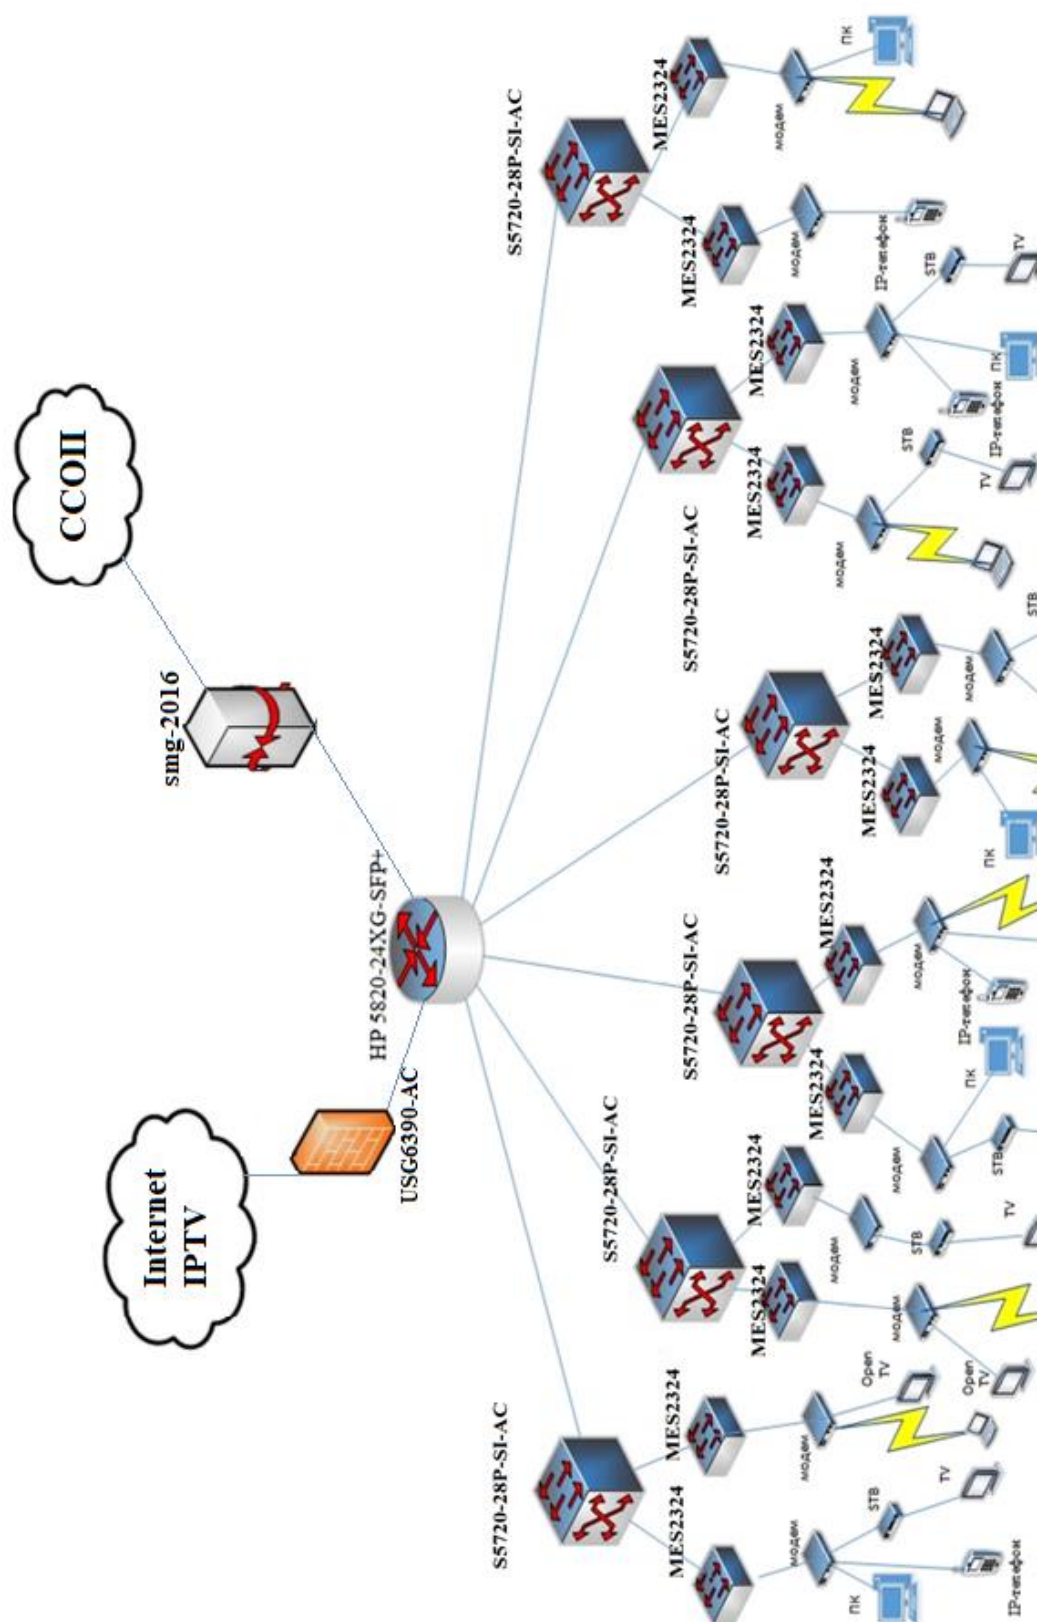 Internet
IPTV
ССОП
smg-2016
HP 5820-24XG-SFP+
USG6390-AC
S5720-28P-SI-AC
S5720-28P-SI-AC
S5720-28P-SI-AC
S5720-28P-SI-AC
S5720-28P-SI-AC
S5720-28P-SI-AC
MES2324
MES2324
MES2324
MES2324
MES2324
MES2324
MES2324
MES2324
MES2324
MES2324
MES2324
MES2324
модем
модем
модем
модем
модем
модем
модем
модем
модем
модем
модем
модем
ПК
STB
TV
IP-телефон
Open
TV
Open
TV
STB
TV
STB
ПК
IP-телефон
ПК
STB
STB
TV
IP-телефон
ПК
STB
TV
IP-телефон
ПК